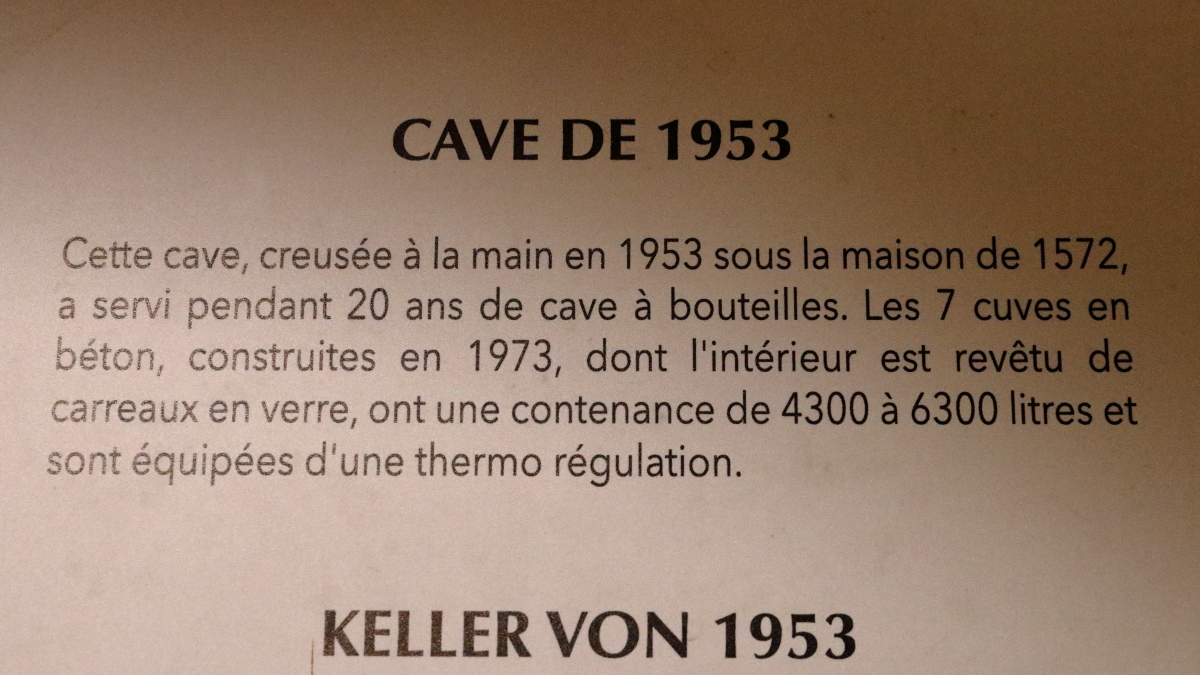 CAVE DE 1953
Cette cave, creusée à la main en 1953 sous la maison de 1572,
a servi pendant 20 ans de cave à bouteilles. Les 7 cuves en
béton, construites en 1973, dont l'intérieur est revêtu de
carreaux en verre, ont une contenance de 4300 à 6300 litres et
sont équipées d'une thermo régulation.
KELLER VON 1953